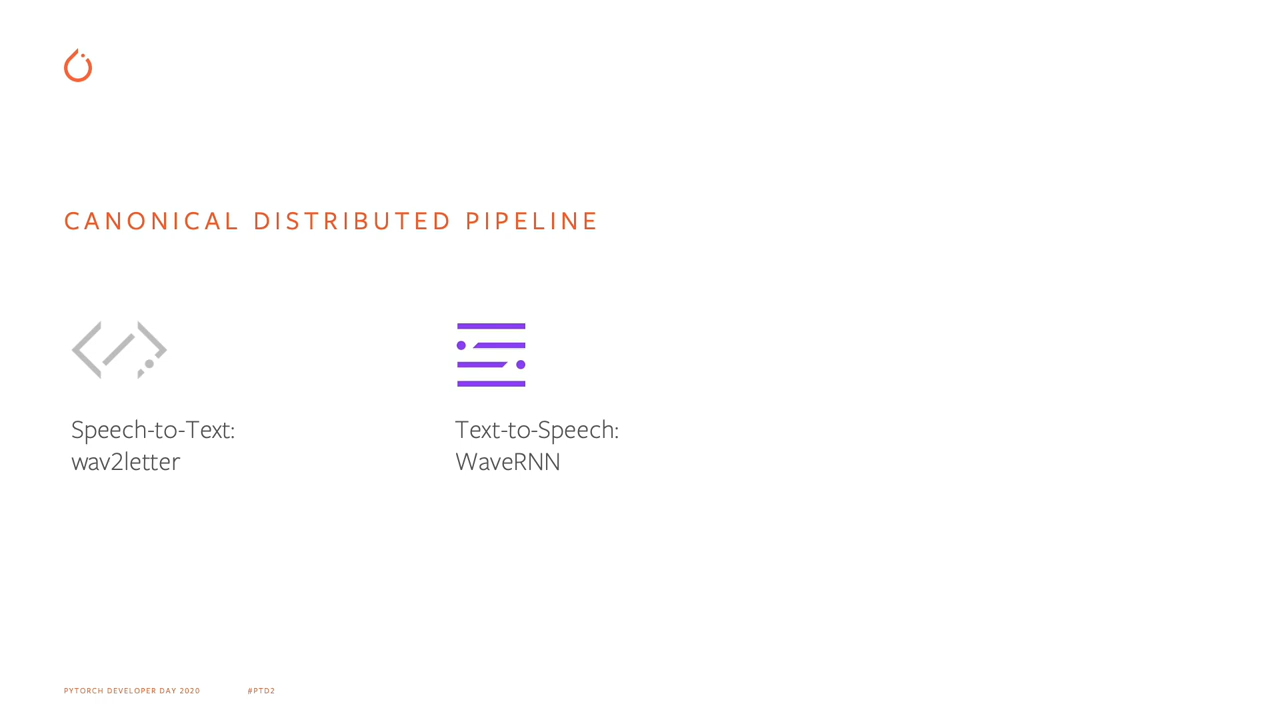 CANONICAL DISTRIBUTED PIPELINE
Speech-to-Text:
wav2letter
Text-to-Speech:
WaveRNN
PYTORCH DEVELOPER DAY 2020
#PTD2